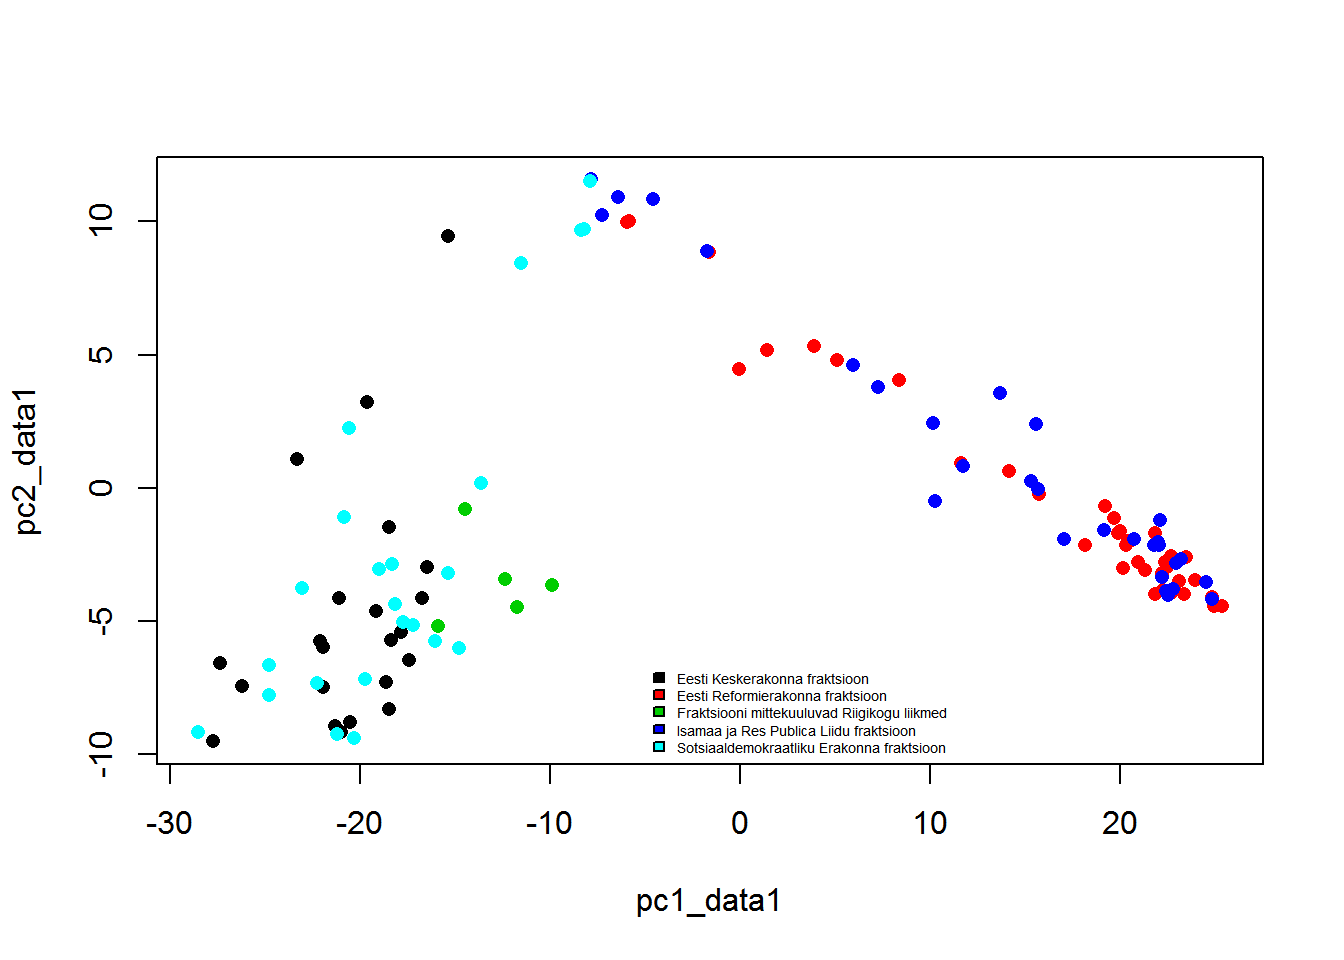 pc2_data1
10
5
0
-5
-10
Eesti Keskerakonna fraktsioon
Eesti Reformierakonna fraktsioon
Fraktsiooni mittekuuluvad Riigikogu liikmed
Isamaa ja Res Publica Liidu fraktsioon
Sotsiaaldemokraatliku Erakonna fraktsioon
-30 -20 -10 0 10 20
pc1_data1